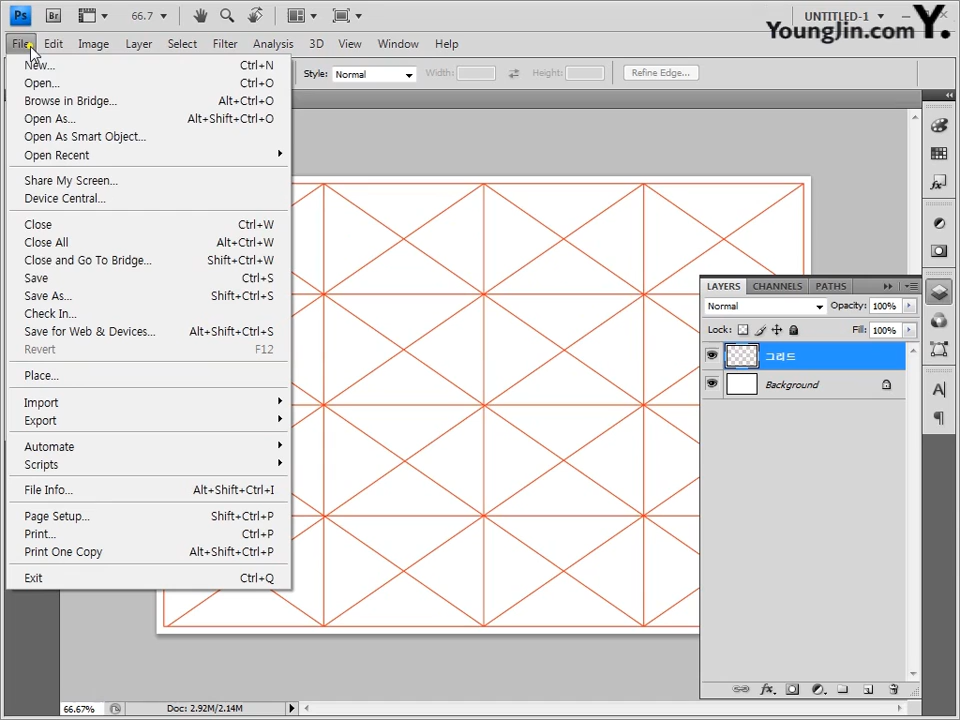 Ps Br 66.7 UNTITLED-1
YoungJin.com Y.
File Edit Image Layer Select Filter Analysis 3D View Window Help
Style: Normal Width: Height: Refine Edge...
New... Ctrl+N
Open... Ctrl+O
Browse in Bridge... Alt+Ctrl+O
Open As... Alt+Shift+Ctrl+O
Open As Smart Object...
Open Recent
Share My Screen...
Device Central...
Close Ctrl+W
Close All Alt+Ctrl+W
Close and Go To Bridge... Shift+Ctrl+W
Save Ctrl+S
Save As... Shift+Ctrl+S
Check In...
Save for Web & Devices... Alt+Shift+Ctrl+S
Revert F12
Place...
Import
Export
Automate
Scripts
File Info... Alt+Shift+Ctrl+I
Page Setup... Shift+Ctrl+P
Print... Ctrl+P
Print One Copy Alt+Shift+Ctrl+P
Exit Ctrl+Q
LAYERS CHANNELS PATHS
Normal Opacity: 100%
Lock: Fill: 100%
그리드
Background
66.67% Doc: 2.92M/2.14M